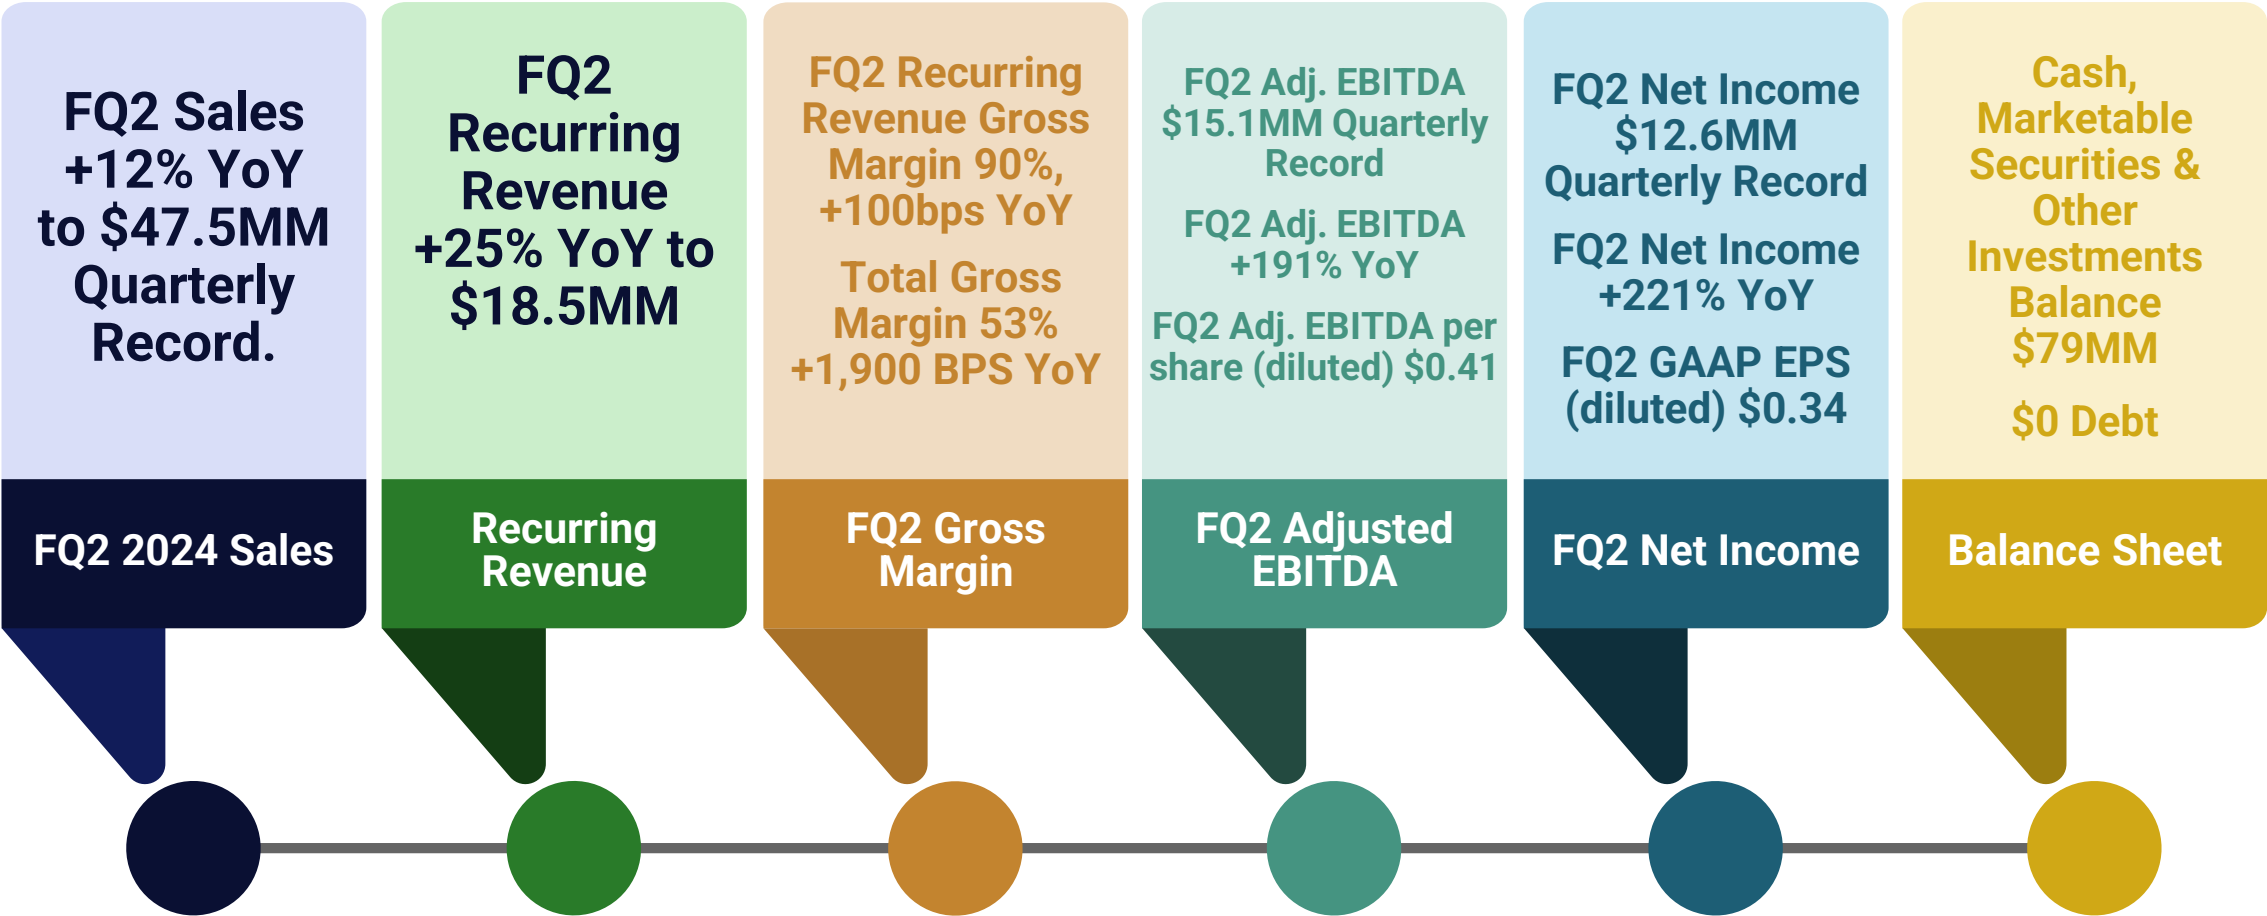 FQ2 Sales
+12% YoY
to $47.5MM
Quarterly
Record.
FQ2 2024 Sales
FQ2
Recurring
Revenue
+25% YoY to
$18.5MM
Recurring
Revenue
FQ2 Recurring
Revenue Gross
Margin 90%,
+100bps YoY
Total Gross
Margin 53%
+1,900 BPS YoY
FQ2 Gross
Margin
FQ2 Adj. EBITDA
$15.1MM Quarterly
Record
FQ2 Adj. EBITDA
+191% YoY
FQ2 Adj. EBITDA per
share (diluted) $0.41
FQ2 Adjusted
EBITDA
FQ2 Net Income
$12.6MM
Quarterly Record
FQ2 Net Income
+221% YoY
FQ2 GAAP EPS
(diluted) $0.34
FQ2 Net Income
Cash,
Marketable
Securities &
Other
Investments
Balance
$79MM
$0 Debt
Balance Sheet